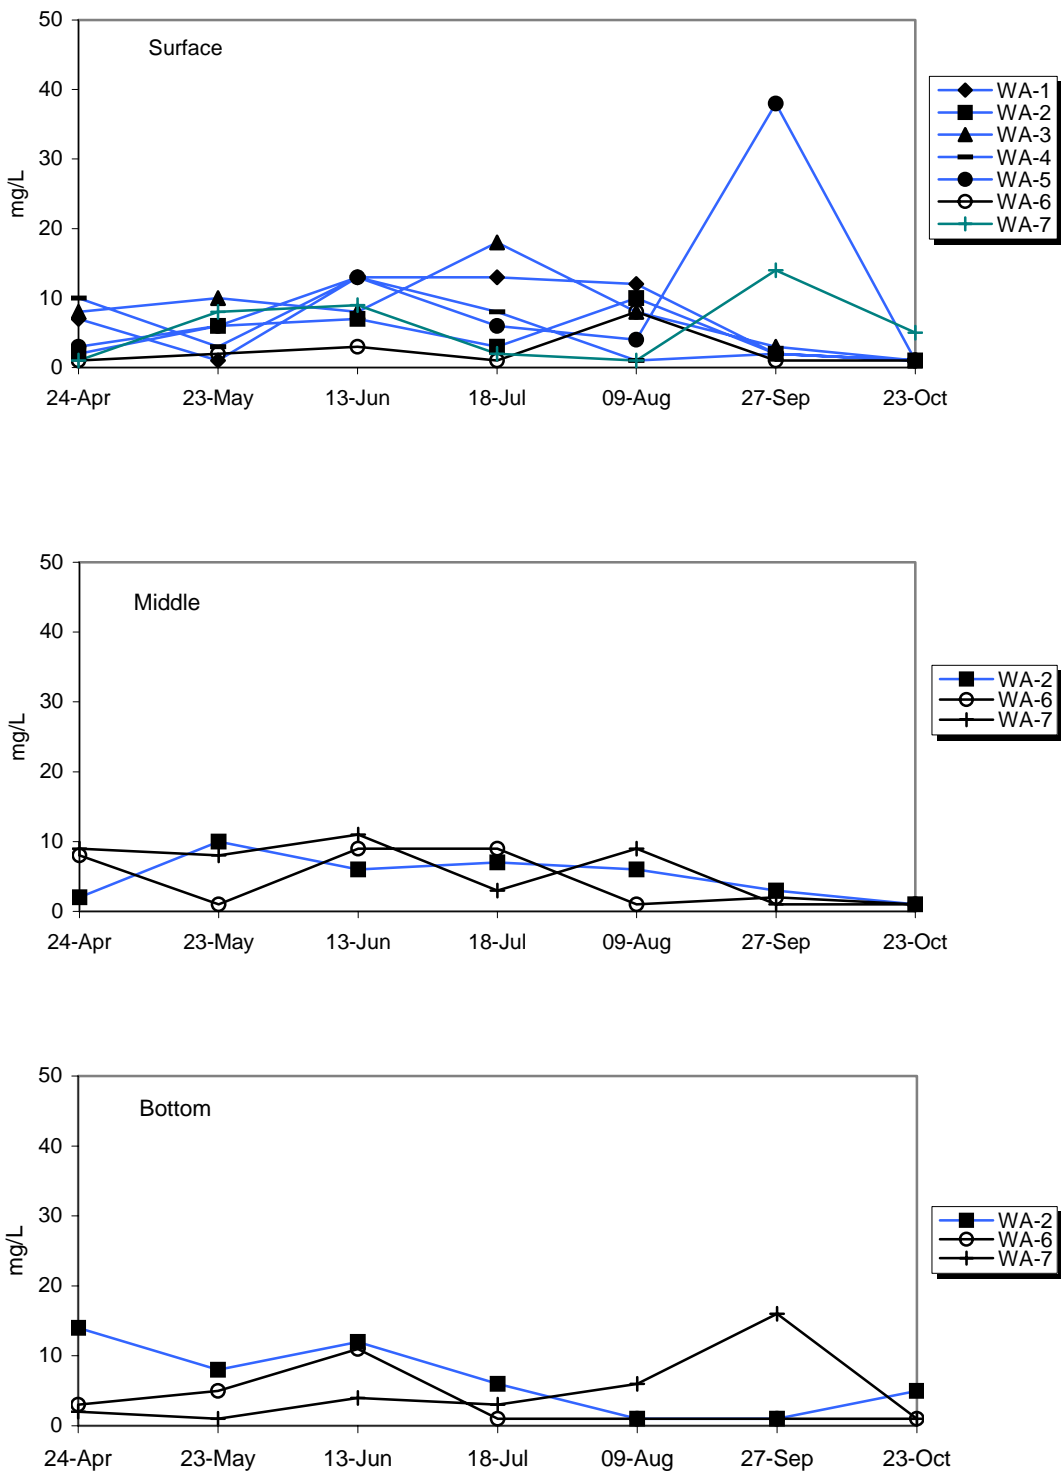 Surface
mg/L
50
40
30
20
10
0
24-Apr 23-May 13-Jun 18-Jul 09-Aug 27-Sep 23-Oct
WA-1
WA-2
WA-3
WA-4
WA-5
WA-6
WA-7
Middle
mg/L
50
40
30
20
10
0
24-Apr 23-May 13-Jun 18-Jul 09-Aug 27-Sep 23-Oct
WA-2
WA-6
WA-7
Bottom
mg/L
50
40
30
20
10
0
24-Apr 23-May 13-Jun 18-Jul 09-Aug 27-Sep 23-Oct
WA-2
WA-6
WA-7